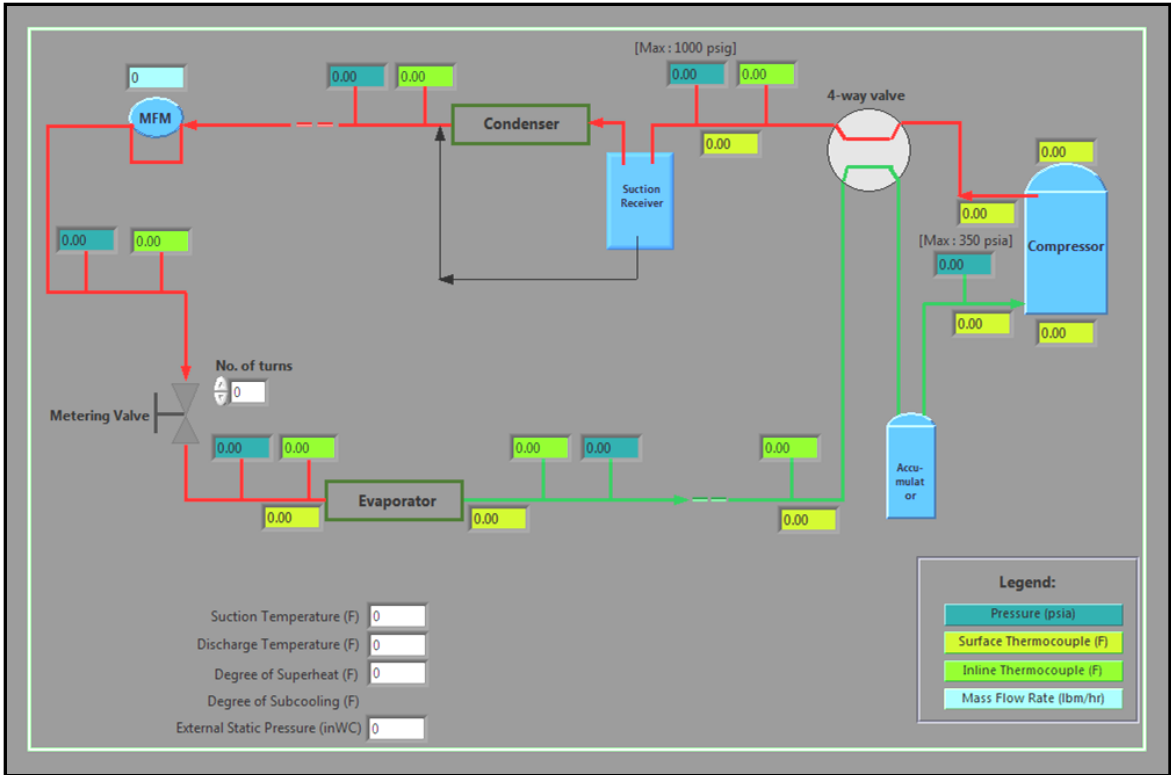 [Max : 1000 psig]
0
0.00
0.00
0.00
0.00
4-way valve
MFM
Condenser
0.00
0.00
Suction
Receiver
0.00
[Max : 350 psia]
Compressor
0.00
0.00
0.00
0.00
0.00
No. of turns
0
Metering Valve
0.00
0.00
0.00
0.00
0.00
Accu-
mulat
or
Evaporator
0.00
0.00
0.00
Legend:
Pressure (psia)
Surface Thermocouple (F)
Inline Thermocouple (F)
Mass Flow Rate (lbm/hr)
Suction Temperature (F) 0
Discharge Temperature (F) 0
Degree of Superheat (F) 0
Degree of Subcooling (F)
External Static Pressure (inWC) 0